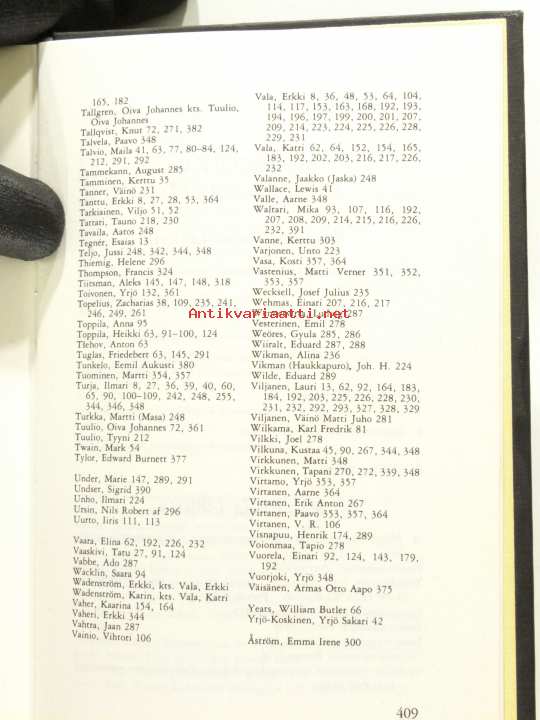 165, 182
Tallgren, Oiva Johannes kts. Tuulio,
Oiva Johannes
Tallqvist, Knut 72, 271, 382
Talvela, Paavo 348
Talvio, Maila 41, 63, 77, 80–84, 124,
212, 291, 292
Tammekann, August 285
Tamminen, Kerttu 35
Tanner, Väinö 231
Tanttu, Erkki 8, 27, 28, 53, 364
Tarkiainen, Viljo 51, 52
Tattari, Tauno 218, 230
Tavaila, Aatos 248
Tegnér, Esaias 13
Teljo, Jussi 248, 342, 344, 348
Thiemig, Helene 296
Thompson, Francis 324
Tiitsman, Aleks 145, 147, 148, 318
Toivonen, Yrjö 132, 361
Topelius, Zacharias 38, 109, 235, 241,
246, 249, 261
Toppila, Anna 95
Toppila, Heikki 63, 91–100, 124
Tšehov, Anton 63
Tuglas, Friedebert 63, 145, 291
Tunkelo, Eemil Aukusti 380
Tuominen, Martti 354, 357
Turja, Ilmari 8, 27, 36, 39, 40, 60,
65, 90, 100–109, 242, 248, 255,
344, 346, 348
Turkka, Martti (Masa) 248
Tuulio, Oiva Johannes 72, 361
Tuulio, Tyyni 212
Twain, Mark 54
Tylor, Edward Burnett 377
Under, Marie 147, 289, 291
Undset, Sigrid 390
Unho, Ilmari 224
Ursin, Nils Robert af 296
Uurto, Iiris 111, 113
Vaara, Elina 62, 192, 226, 232
Vaaskivi, Tatu 27, 91, 124
Vabbe, Ado 287
Wacklin, Saara 94
Wadenström, Erkki, kts. Vala, Erkki
Wadenström, Karin, kts. Vala, Katri
Vaher, Kaarina 154, 164
Vaheri, Erkki 344
Vahtra, Jaan 287
Vainio, Vihtori 106
Vala, Erkki 8, 36, 48, 53, 64, 104,
114, 117, 153, 163, 168, 192, 193,
194, 196, 197, 199, 200, 201, 207,
209, 214, 223, 224, 225, 226, 228,
229, 231
Vala, Katri 62, 64, 152, 154, 165,
183, 192, 202, 203, 216, 217, 226,
232
Valanne, Jaakko (Jaska) 248
Wallace, Lewis 41
Valle, Aarne 348
Waltari, Mika 93, 107, 116, 192,
207, 208, 209, 214, 215, 216, 226,
232, 391
Vanne, Kerttu 303
Varjonen, Unto 223
Vasa, Kosti 357, 364
Vastenius, Matti Verner 351, 352,
353, 357
Wecksell, Josef Julius 235
Wehmas, Einari 207, 216, 217
287
Antikvariaatti.net
Vesterinen, Emil 278
Weöres, Gyula 285, 286
Wiiralt, Eduard 287, 288
Wikman, Alina 236
Vikman (Haukkapuro), Joh. H. 224
Wilde, Eduard 289
Viljanen, Lauri 13, 62, 92, 164, 183,
184, 192, 203, 225, 226, 228, 230,
231, 232, 292, 293, 327, 328, 329
Viljanen, Väinö Matti Juho 281
Wilkama, Karl Fredrik 81
Vilkki, Joel 278
Vilkuna, Kustaa 45, 90, 267, 344, 348
Virkkunen, Matti 348
Virkkunen, Tapani 270, 272, 339, 348
Virtamo, Yrjö 353, 357
Virtanen, Aarne 364
Virtanen, Erik Anton 267
Virtanen, Paavo 353, 357, 364
Virtanen, V. R. 106
Visnapuu, Henrik 174, 289
Voionmaa, Tapio 278
Vuorela, Einari 92, 124, 143, 179,
192
Vuorjoki, Yrjö 348
Väisänen, Armas Otto Aapo 375
Yeats, William Butler 66
Yrjö-Koskinen, Yrjö Sakari 42
Åström, Emma Irene 300
409